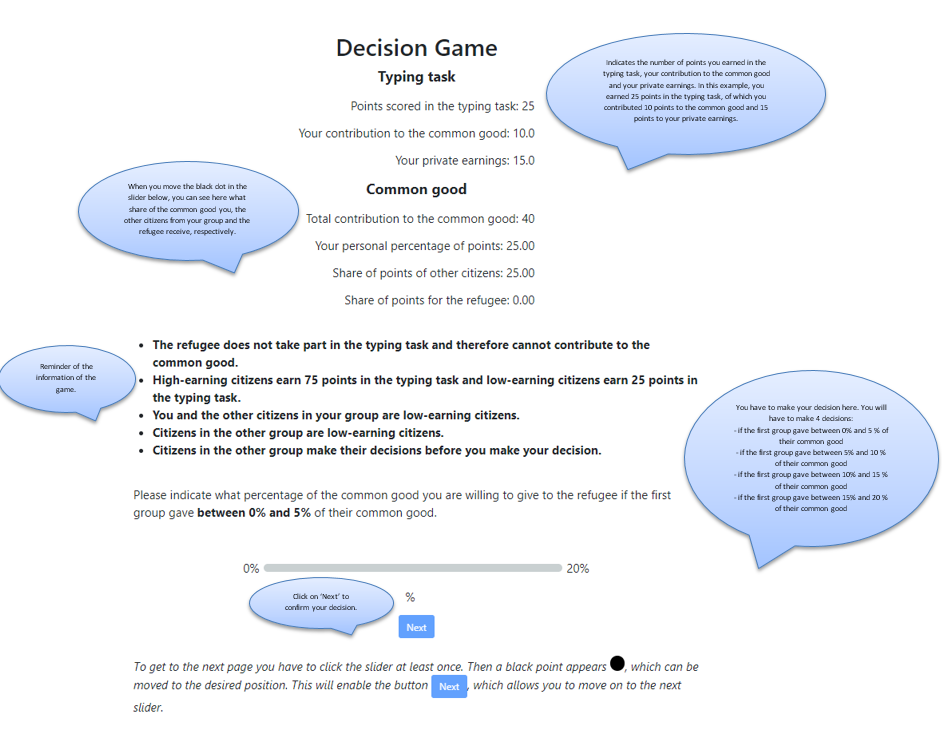 Decision Game
Typing task
Points scored in the typing task: 25
Your contribution to the common good: 10.0
Your private earnings: 15.0
Indicates the number of points you earned in the
typing task, your contribution to the common good
and your private earnings. In this example, you
earned 25 points in the typing task, of which you
contributed 10 points to the common good and 15
points to your private earnings.
Common good
Total contribution to the common good: 40
Your personal percentage of points: 25.00
Share of points of other citizens: 25.00
Share of points for the refugee: 0.00
When you move the black dot in the
slider below, you can see here what
share of the common good you, the
other citizens from your group and the
refugee receive, respectively.
Reminder of the
information of the
game.
• The refugee does not take part in the typing task and therefore cannot contribute to the
common good.
• High-earning citizens earn 75 points in the typing task and low-earning citizens earn 25 points in
the typing task.
• You and the other citizens in your group are low-earning citizens.
• Citizens in the other group are low-earning citizens.
• Citizens in the other group make their decisions before you make your decision.
You have to make your decision here. You will
have to make 4 decisions:
- if the first group gave between 0% and 5 % of
their common good
- if the first group gave between 5% and 10 %
of their common good
- if the first group gave between 10% and 15 %
of their common good
- if the first group gave between 15% and 20 %
of their common good
Please indicate what percentage of the common good you are willing to give to the refugee if the first
group gave between 0% and 5% of their common good.
0% 20%
Click on 'Next' to
confirm your decision.
%
Next
To get to the next page you have to click the slider at least once. Then a black point appears , which can be
moved to the desired position. This will enable the button Next , which allows you to move on to the next
slider.